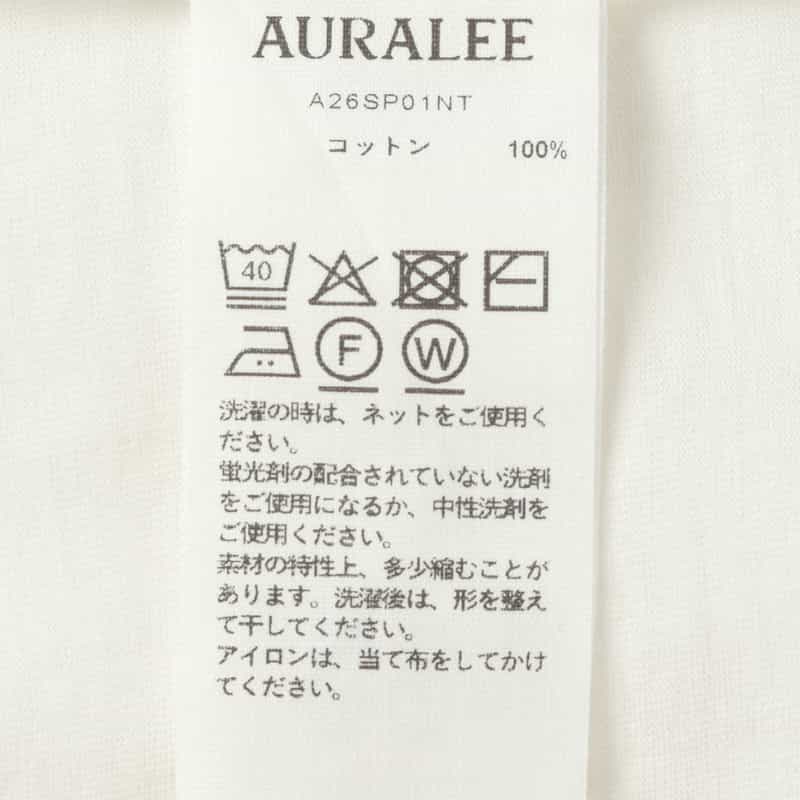 AURALEE
A26SP01NT
コットン 100%
40
F W
洗濯の時は、ネットをご使用く
ださい。
蛍光剤の配合されていない洗剤
をご使用になるか、中性洗剤を
ご使用ください。
素材の特性上、多少縮むことが
あります。洗濯後は、形を整え
て干してください。
アイロンは、当て布をしてかけ
てください。